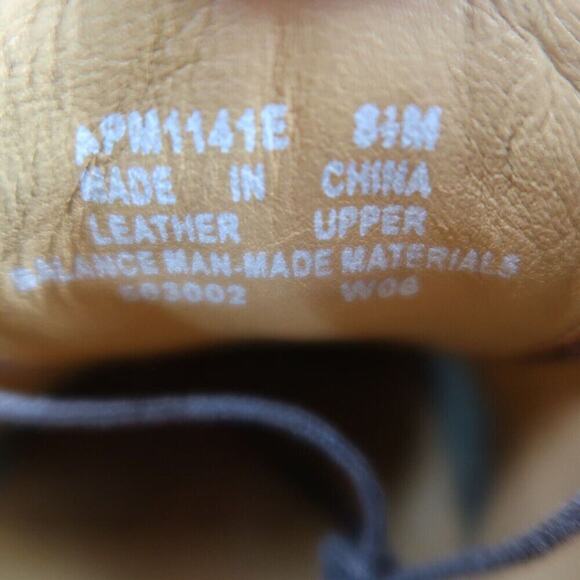 APM1141E 8½M
MADE IN CHINA
LEATHER UPPER
BALANCE MAN-MADE MATERIALS
W06